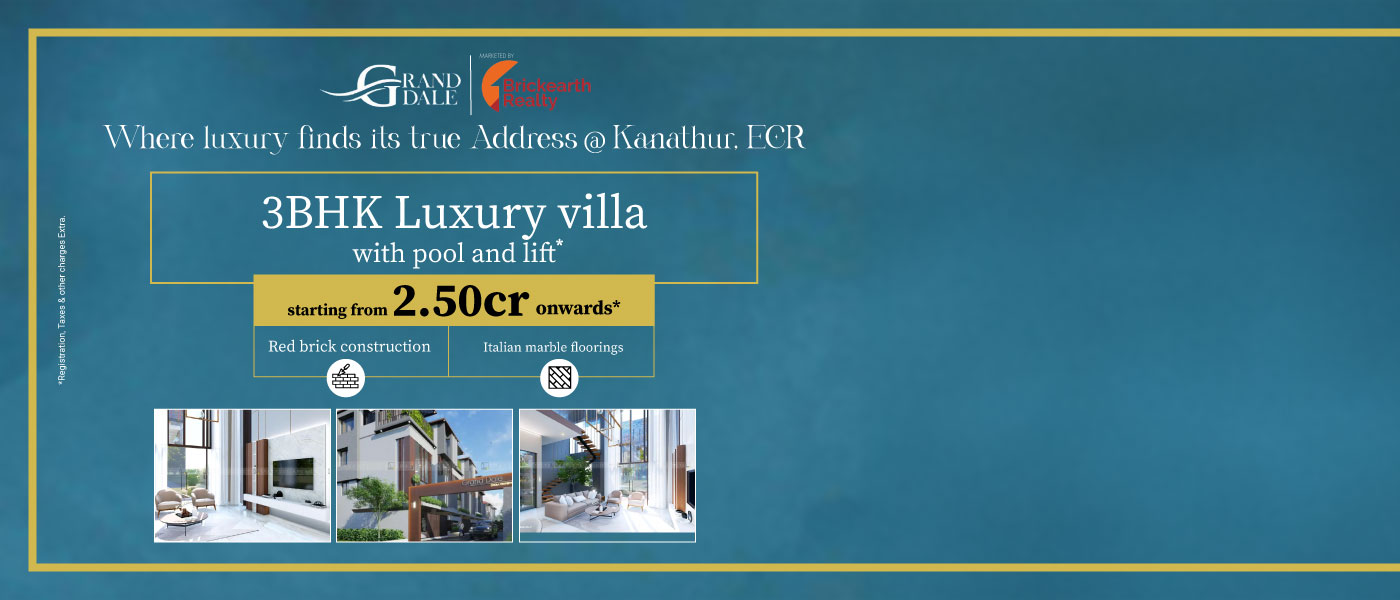 GRAND
DALE
MARKETED BY
Brickearth
Realty
Where luxury finds its true Address @ Kanathur, ECR
3BHK Luxury villa
with pool and lift*
starting from 2.50cr onwards*
Red brick construction
Italian marble floorings
*Registration, Taxes & other charges Extra.